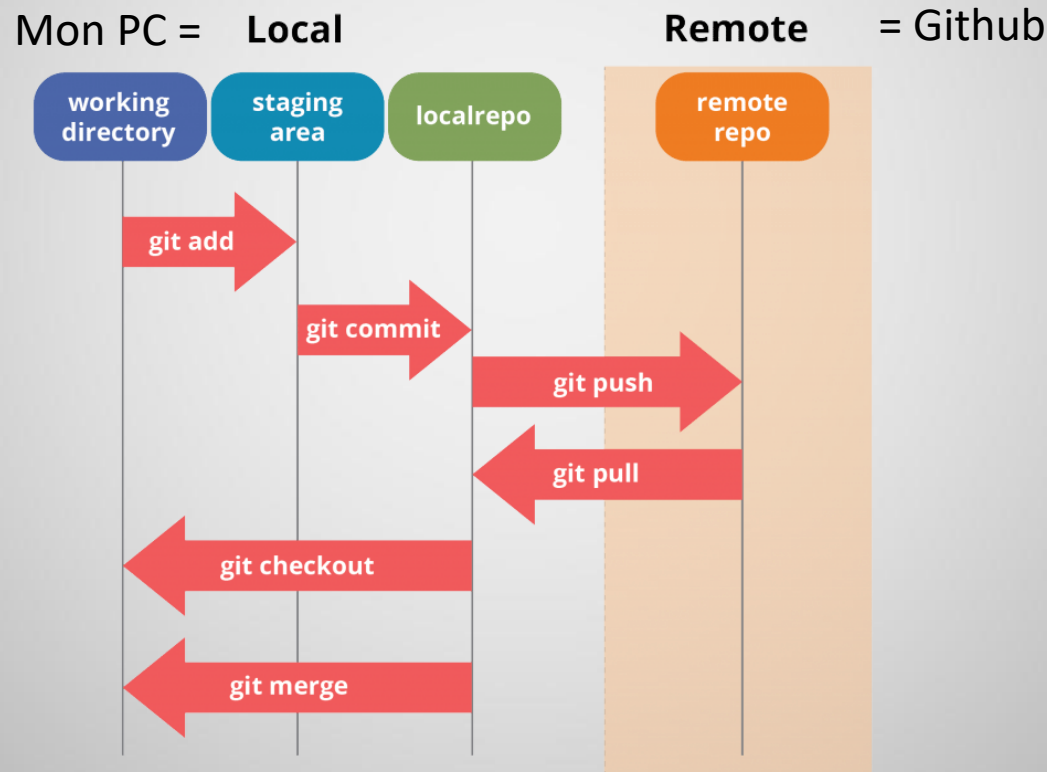 Mon PC = Local Remote = Github
working
directory
staging
area
localrepo
remote
repo
git add
git commit
git push
git pull
git checkout
git merge